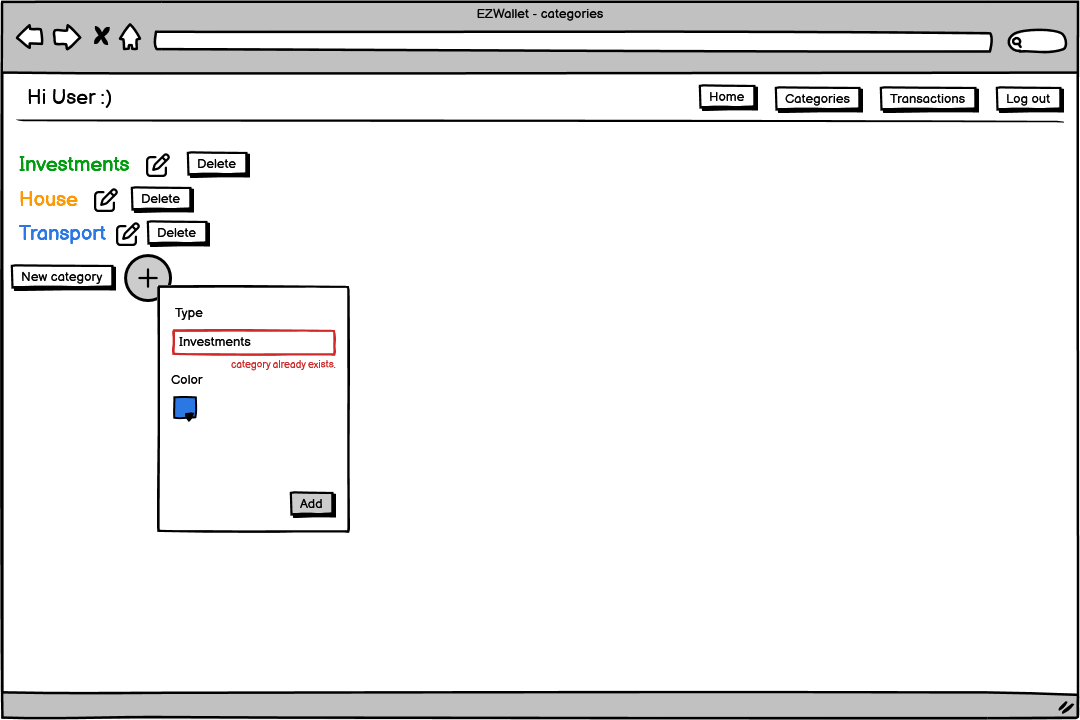 EZWallet - categories
Hi User :)
Home
Categories
Transactions
Log out
Investments
Delete
House
Delete
Transport
Delete
New category
Type
Investments
category already exists.
Color
Add